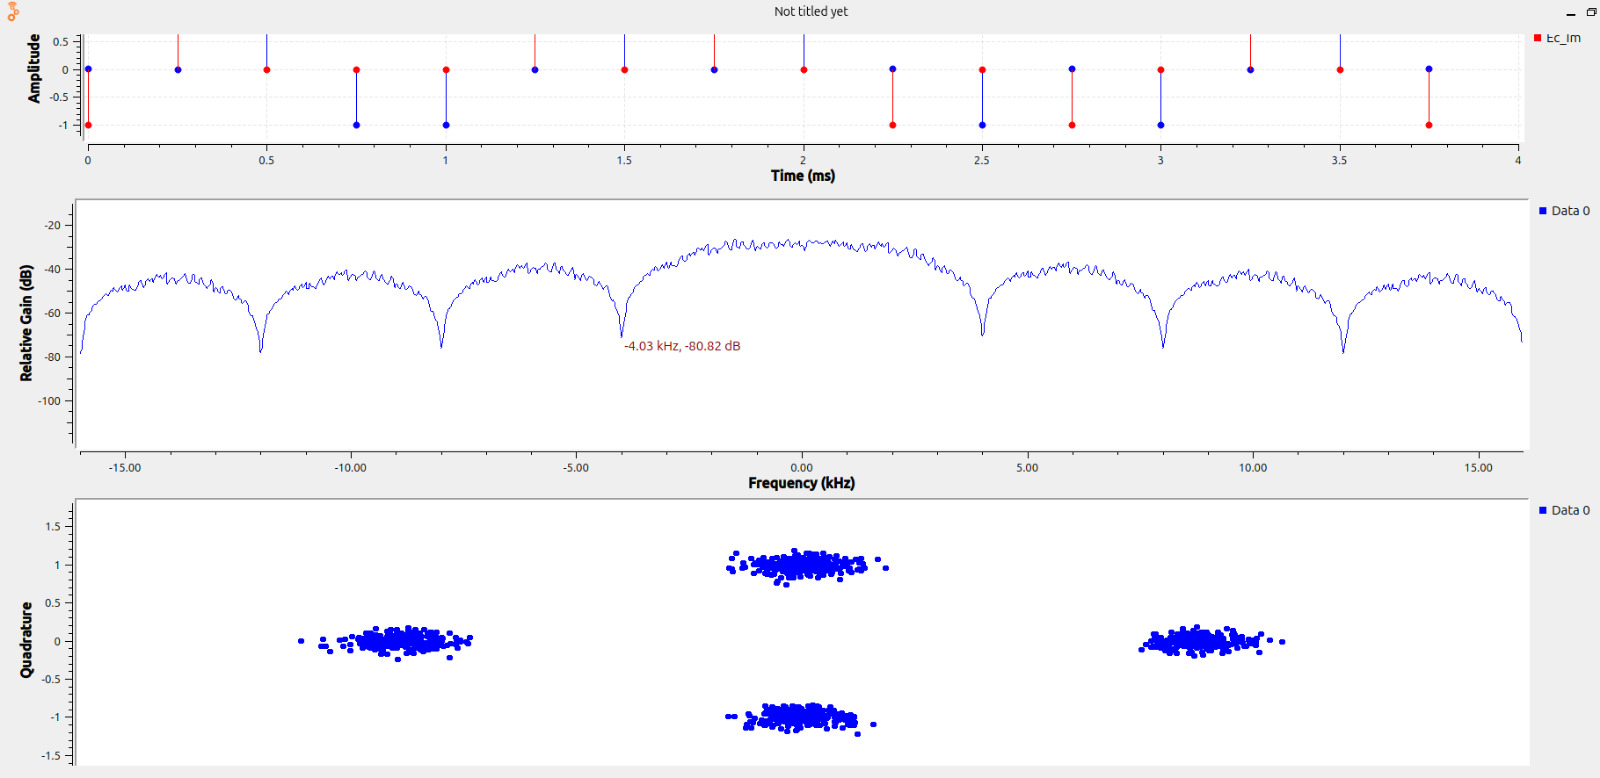 Not titled yet
Amplitude
0.5
0
-0.5
-1
Ec_Im
0 0.5 1 1.5 2 2.5 3 3.5 4
Time (ms)
Relative Gain (dB)
-20
-40
-60
-80
-100
Data 0
-4.03 kHz, -80.82 dB
-15.00 -10.00 -5.00 0.00 5.00 10.00 15.00
Frequency (kHz)
Quadrature
1.5
1
0.5
0
-0.5
-1
-1.5
Data 0